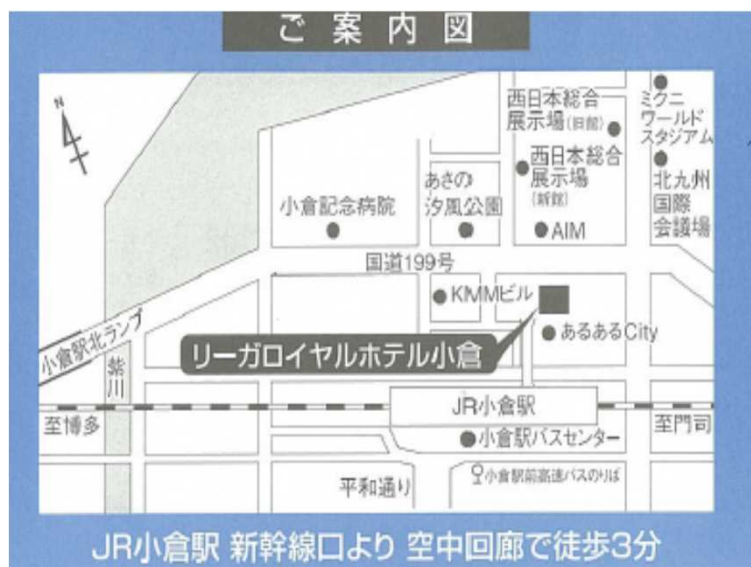 ご案内図
N
西日本総合
展示場(旧館)
ミクニ
ワールド
スタジアム
西日本総合
展示場
(新館)
北九州
国際
会議場
小倉記念病院
あさの
汐風公園
AIM
国道199号
KMMビル
小倉駅北ランプ
リーガロイヤルホテル小倉
あるあるCity
紫川
JR小倉駅
至博多
至門司
小倉駅バスセンター
小倉駅前高速バスのりば
平和通り
JR小倉駅 新幹線口より 空中回廊で徒歩3分